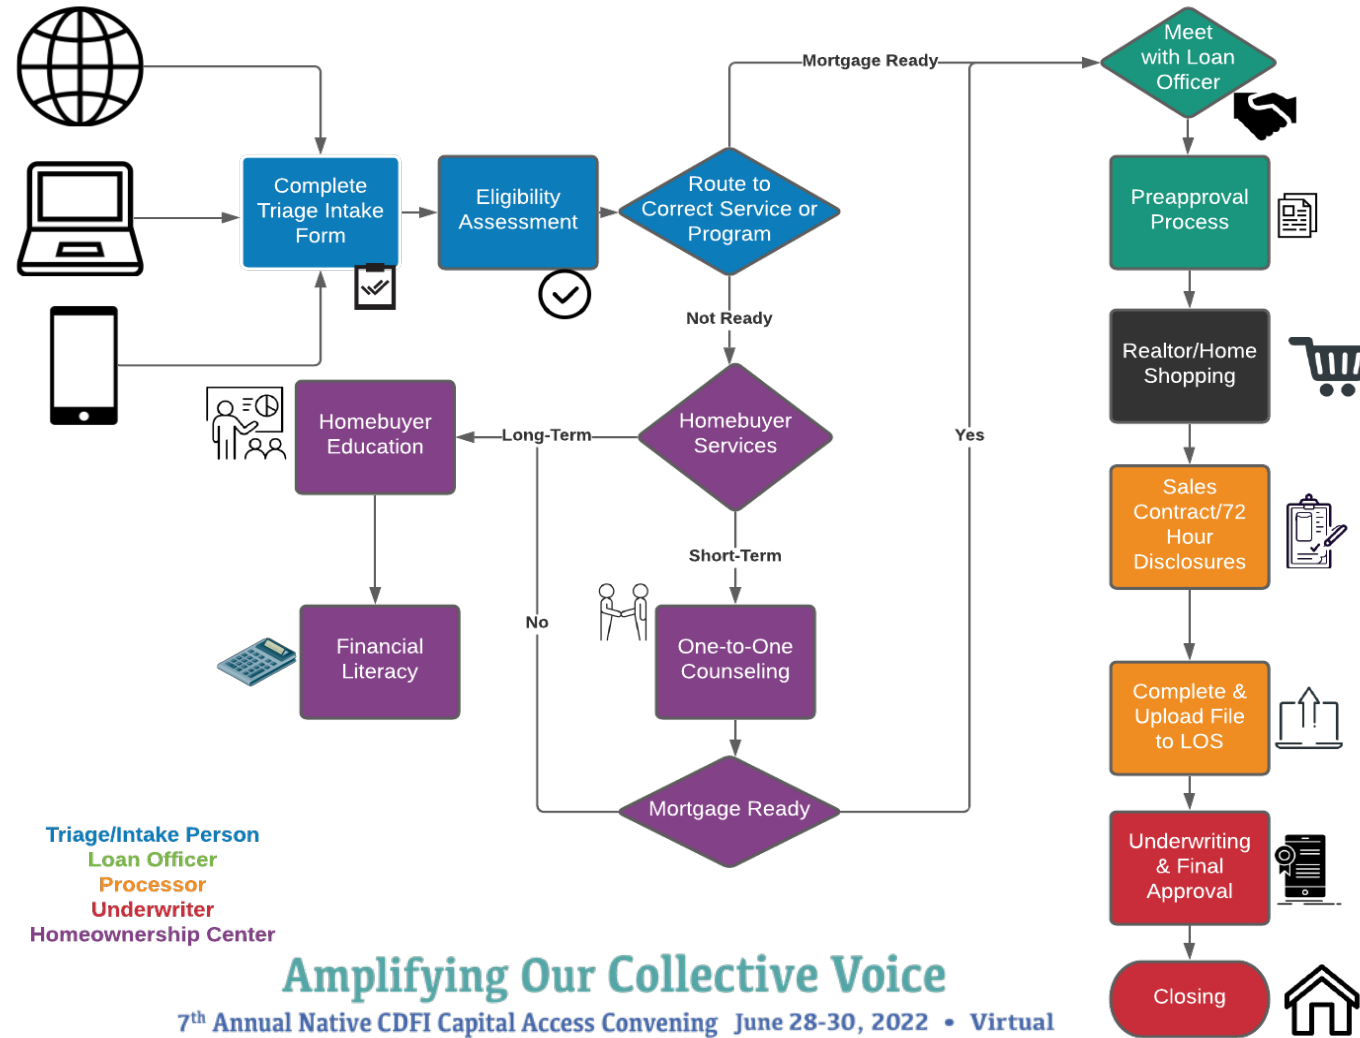 Complete
Triage Intake
Form
Eligibility
Assessment
Route to
Correct Service or
Program
Mortgage Ready
Meet
with Loan
Officer
Not Ready
Preapproval
Process
Realtor/Home
Shopping
Homebuyer
Services
Long-Term
Homebuyer
Education
Yes
Sales
Contract/72
Hour
Disclosures
Short-Term
No
One-to-One
Counseling
Financial
Literacy
Complete &
Upload File
to LOS
Mortgage Ready
Underwriting
& Final
Approval
Closing
Triage/Intake Person
Loan Officer
Processor
Underwriter
Homeownership Center
Amplifying Our Collective Voice
7th Annual Native CDFI Capital Access Convening June 28-30, 2022 • Virtual